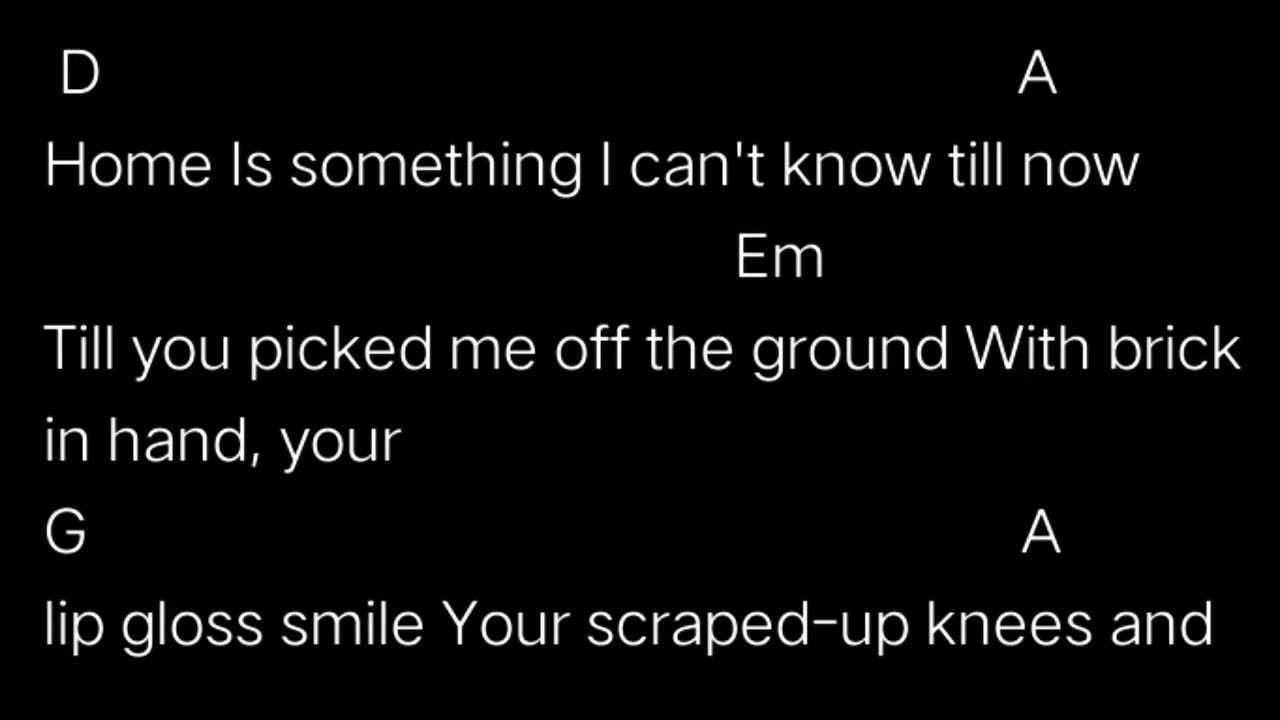 D A
Home Is something I can't know till now
Em
Till you picked me off the ground With brick
in hand, your
G A
lip gloss smile Your scraped-up knees and